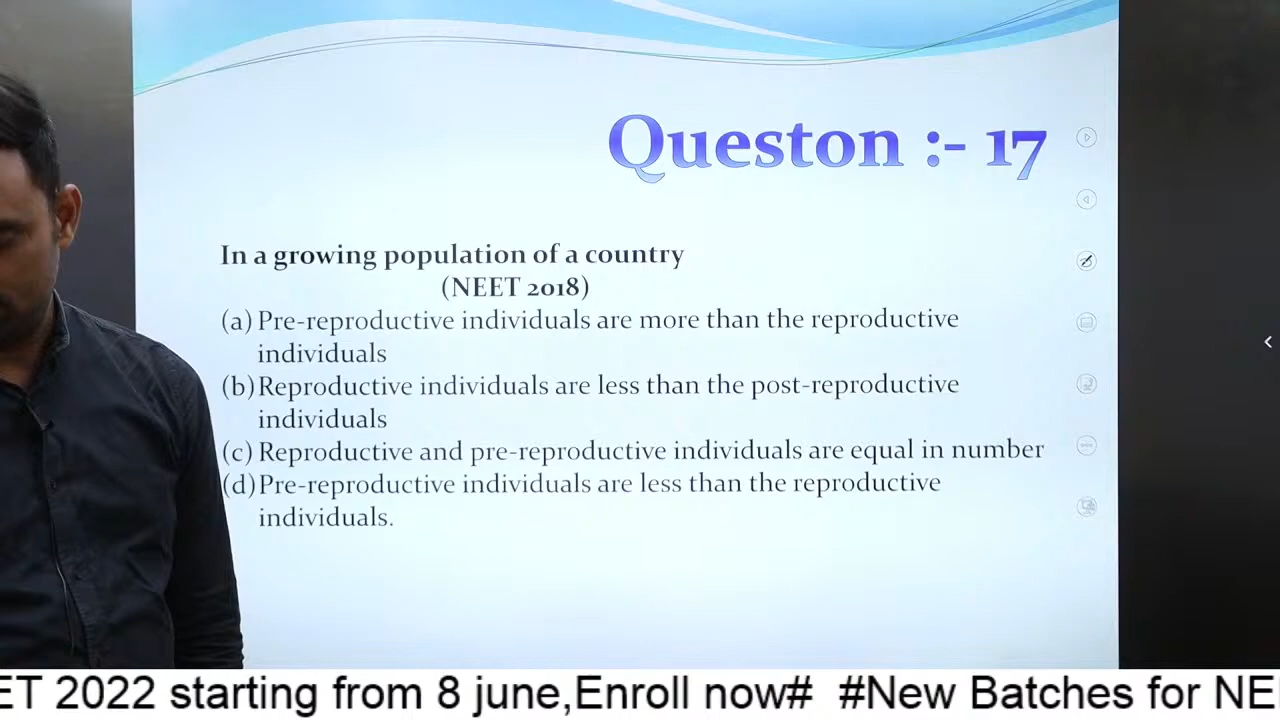 Queston :- 17
In a growing population of a country
(NEET 2018)
(a) Pre-reproductive individuals are more than the reproductive
individuals
(b) Reproductive individuals are less than the post-reproductive
individuals
(c) Reproductive and pre-reproductive individuals are equal in number
(d) Pre-reproductive individuals are less than the reproductive
individuals.
ET 2022 starting from 8 june,Enroll now# #New Batches for NE